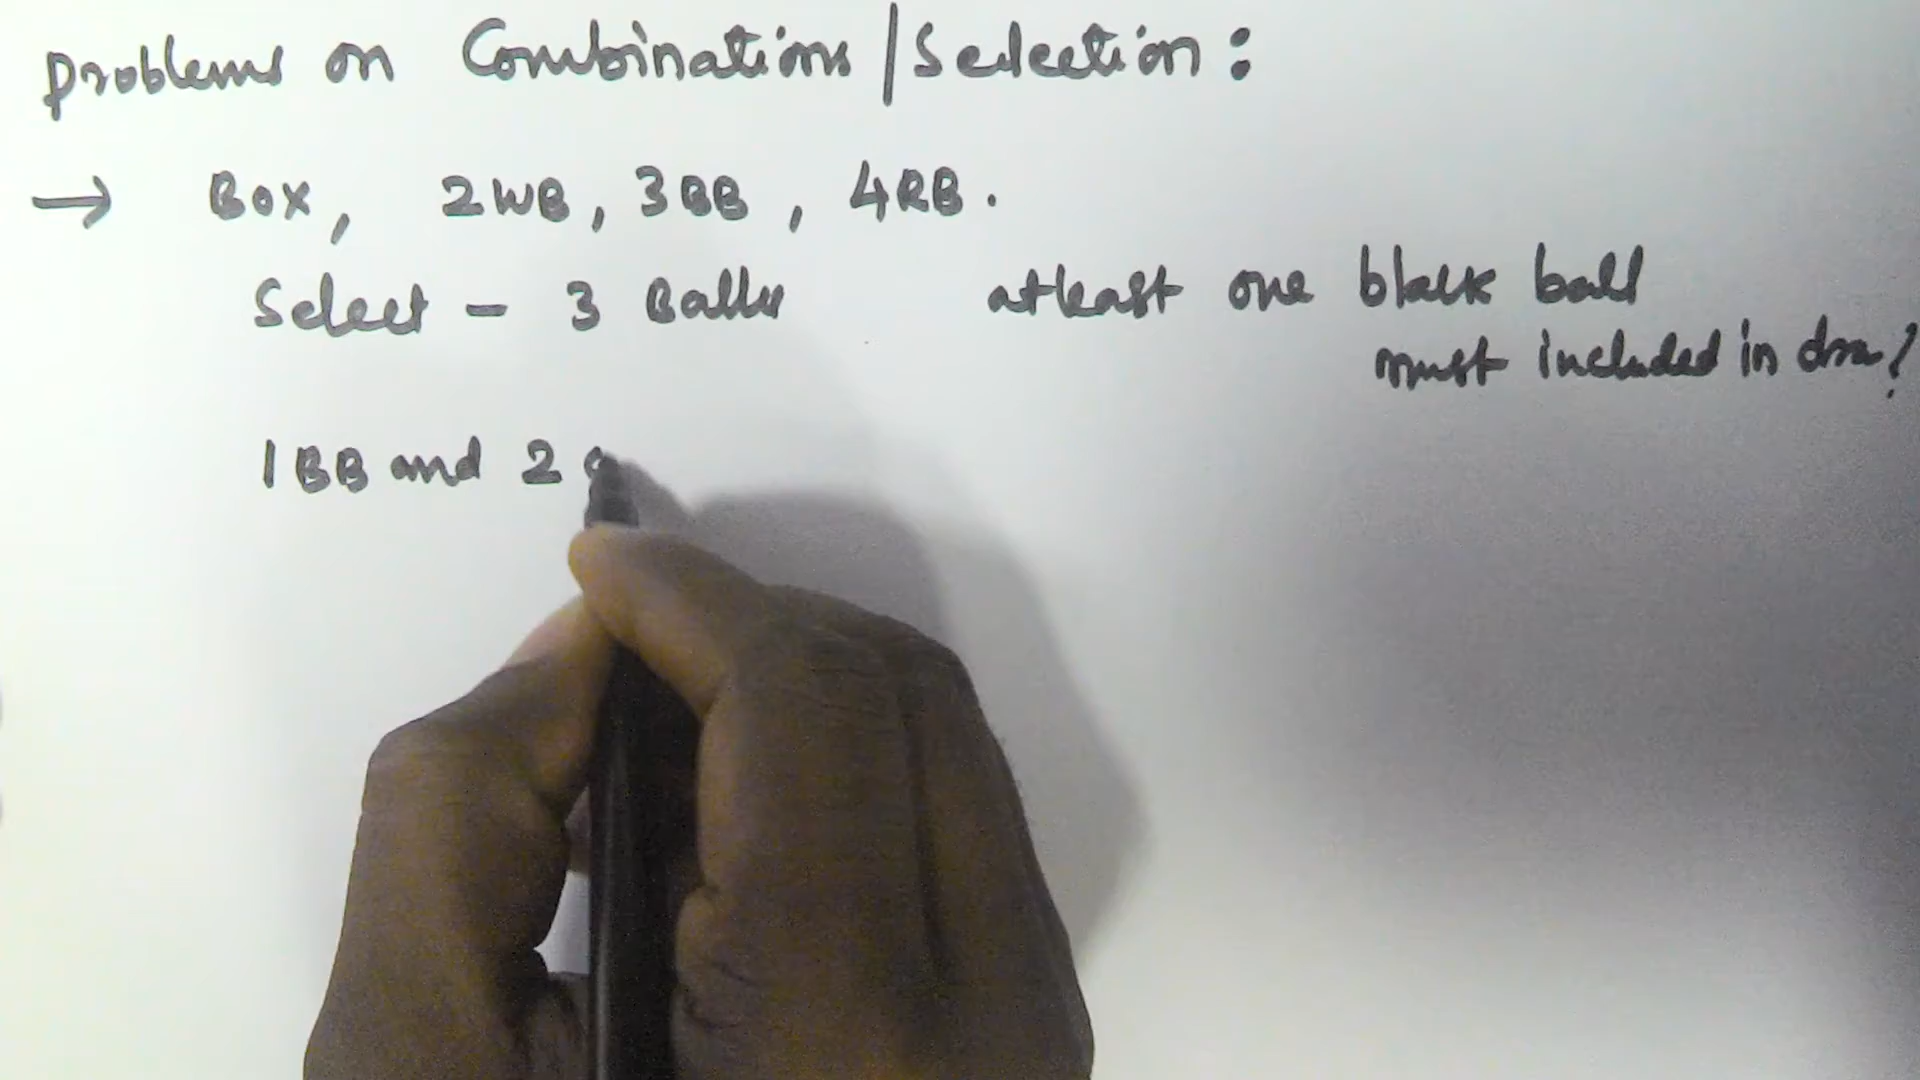 Problems on Combinations/Selection:
→ Box, 2WB, 3BB, 4RB.
Select - 3 Balls atleast one black ball
must included in draw?
1BB and 2